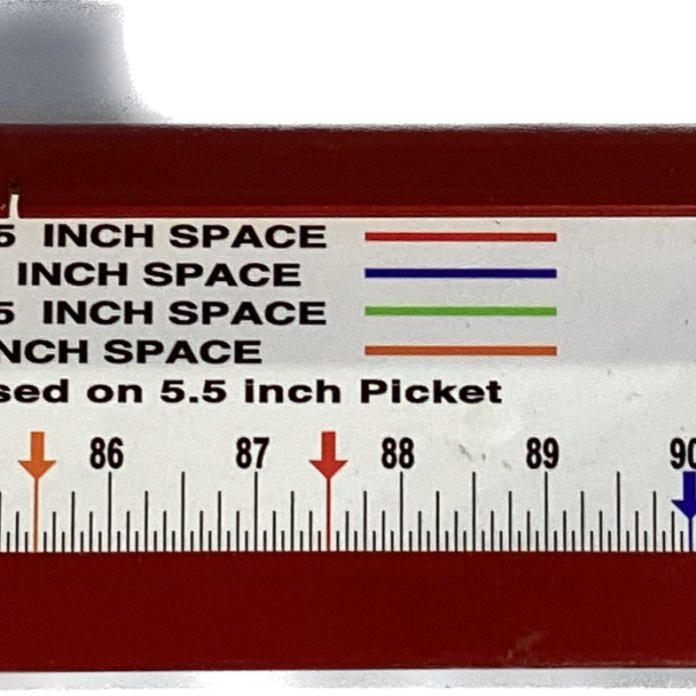 5 INCH SPACE
INCH SPACE
5 INCH SPACE
NCH SPACE
sed on 5.5 inch Picket
86 87 88 89 90